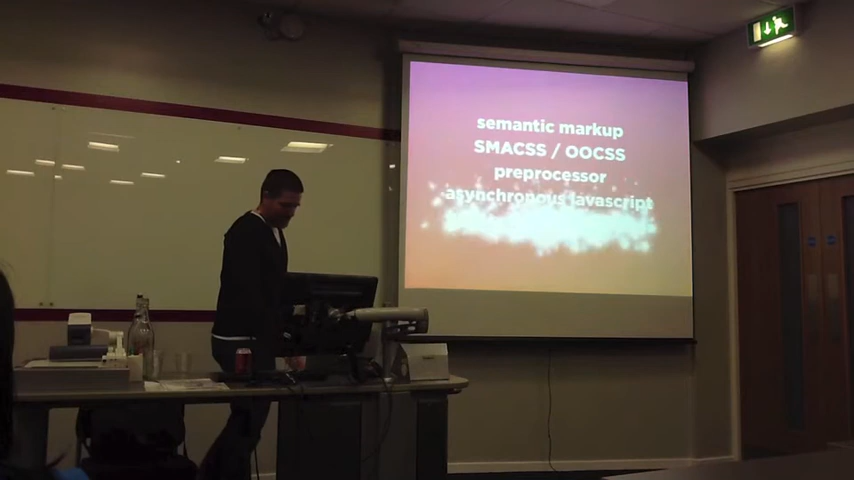 semantic markup
SMACSS / OOCSS
preprocessor
asynchronous Javascript